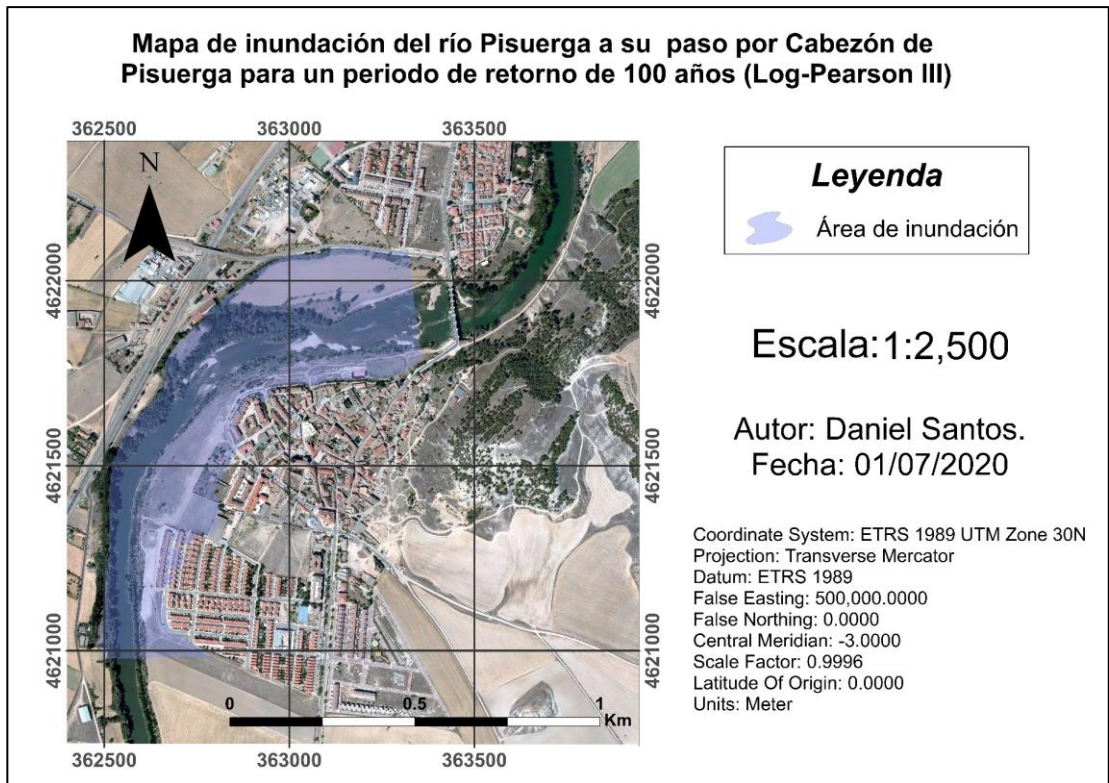 Mapa de inundación del río Pisuerga a su  paso por Cabezón de
Pisuerga para un periodo de retorno de 100 años (Log-Pearson III)
362500 363000 363500
N
4622000 4622000
4621500 4621500
4621000 4621000
0 0.5 1
Km
362500 363000 363500
Leyenda
Área de inundación
Escala:1:2,500
Autor: Daniel Santos.
Fecha: 01/07/2020
Coordinate System: ETRS 1989 UTM Zone 30N
Projection: Transverse Mercator
Datum: ETRS 1989
False Easting: 500,000.0000
False Northing: 0.0000
Central Meridian: -3.0000
Scale Factor: 0.9996
Latitude Of Origin: 0.0000
Units: Meter